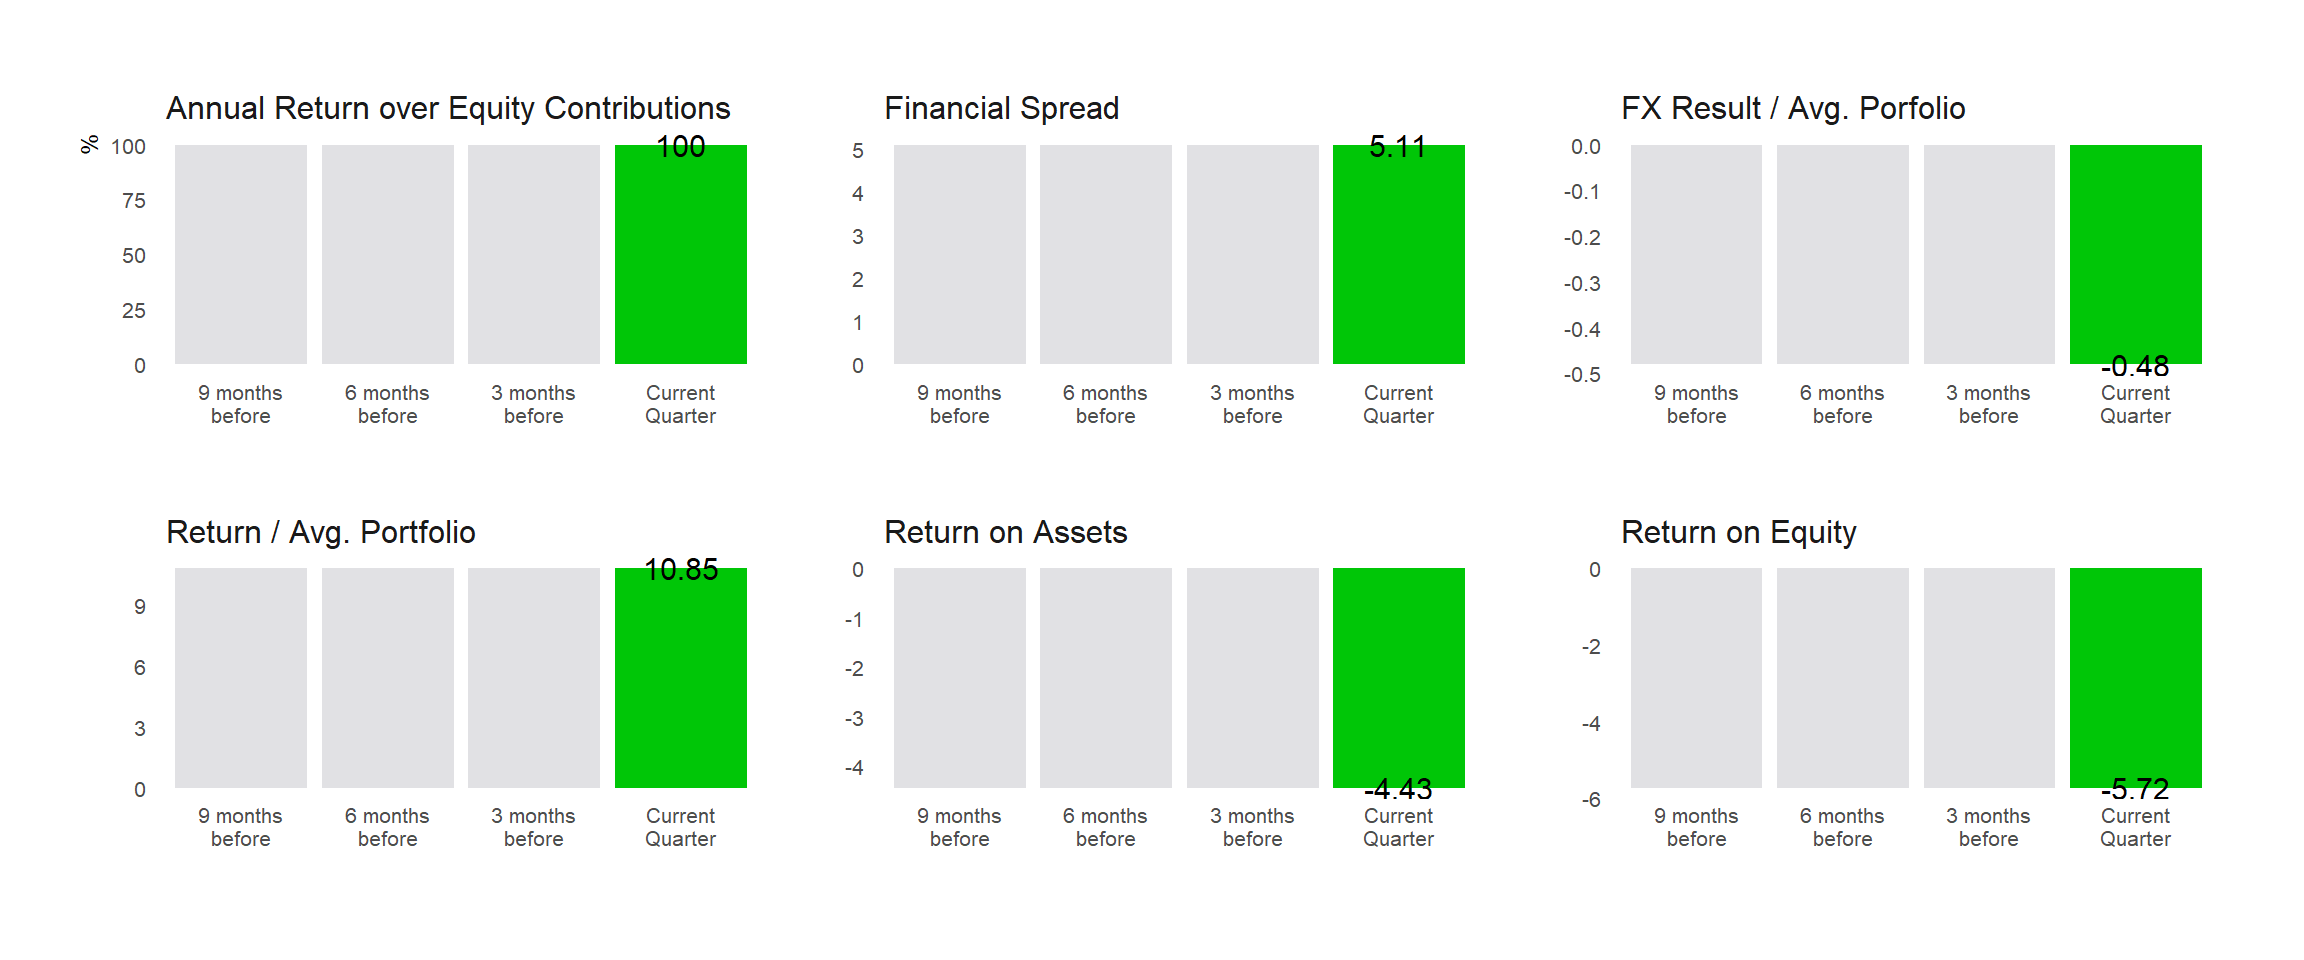 Annual Return over Equity Contributions
%
100
75
50
25
0
100
9 months
before
6 months
before
3 months
before
Current
Quarter
Financial Spread
5
4
3
2
1
0
5.11
9 months
before
6 months
before
3 months
before
Current
Quarter
FX Result / Avg. Porfolio
0.0
-0.1
-0.2
-0.3
-0.4
-0.5
-0.48
9 months
before
6 months
before
3 months
before
Current
Quarter
Return / Avg. Portfolio
9
6
3
0
10.85
9 months
before
6 months
before
3 months
before
Current
Quarter
Return on Assets
0
-1
-2
-3
-4
-4.43
9 months
before
6 months
before
3 months
before
Current
Quarter
Return on Equity
0
-2
-4
-6
-5.72
9 months
before
6 months
before
3 months
before
Current
Quarter